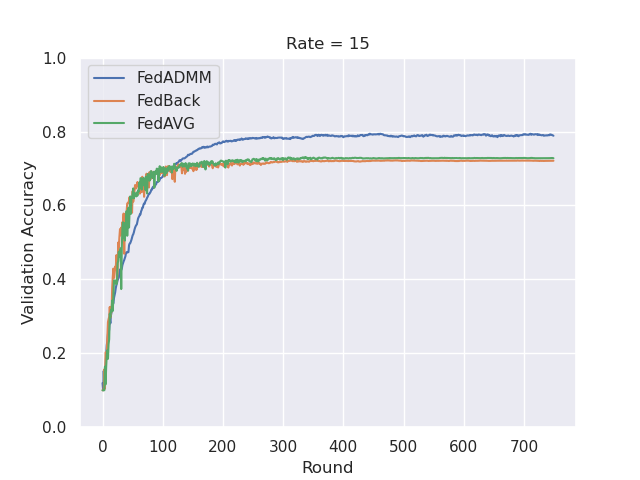 Rate = 15
1.0
0.8
0.6
0.4
0.2
0.0
Validation Accuracy
FedADMM
FedBack
FedAVG
0 100 200 300 400 500 600 700
Round